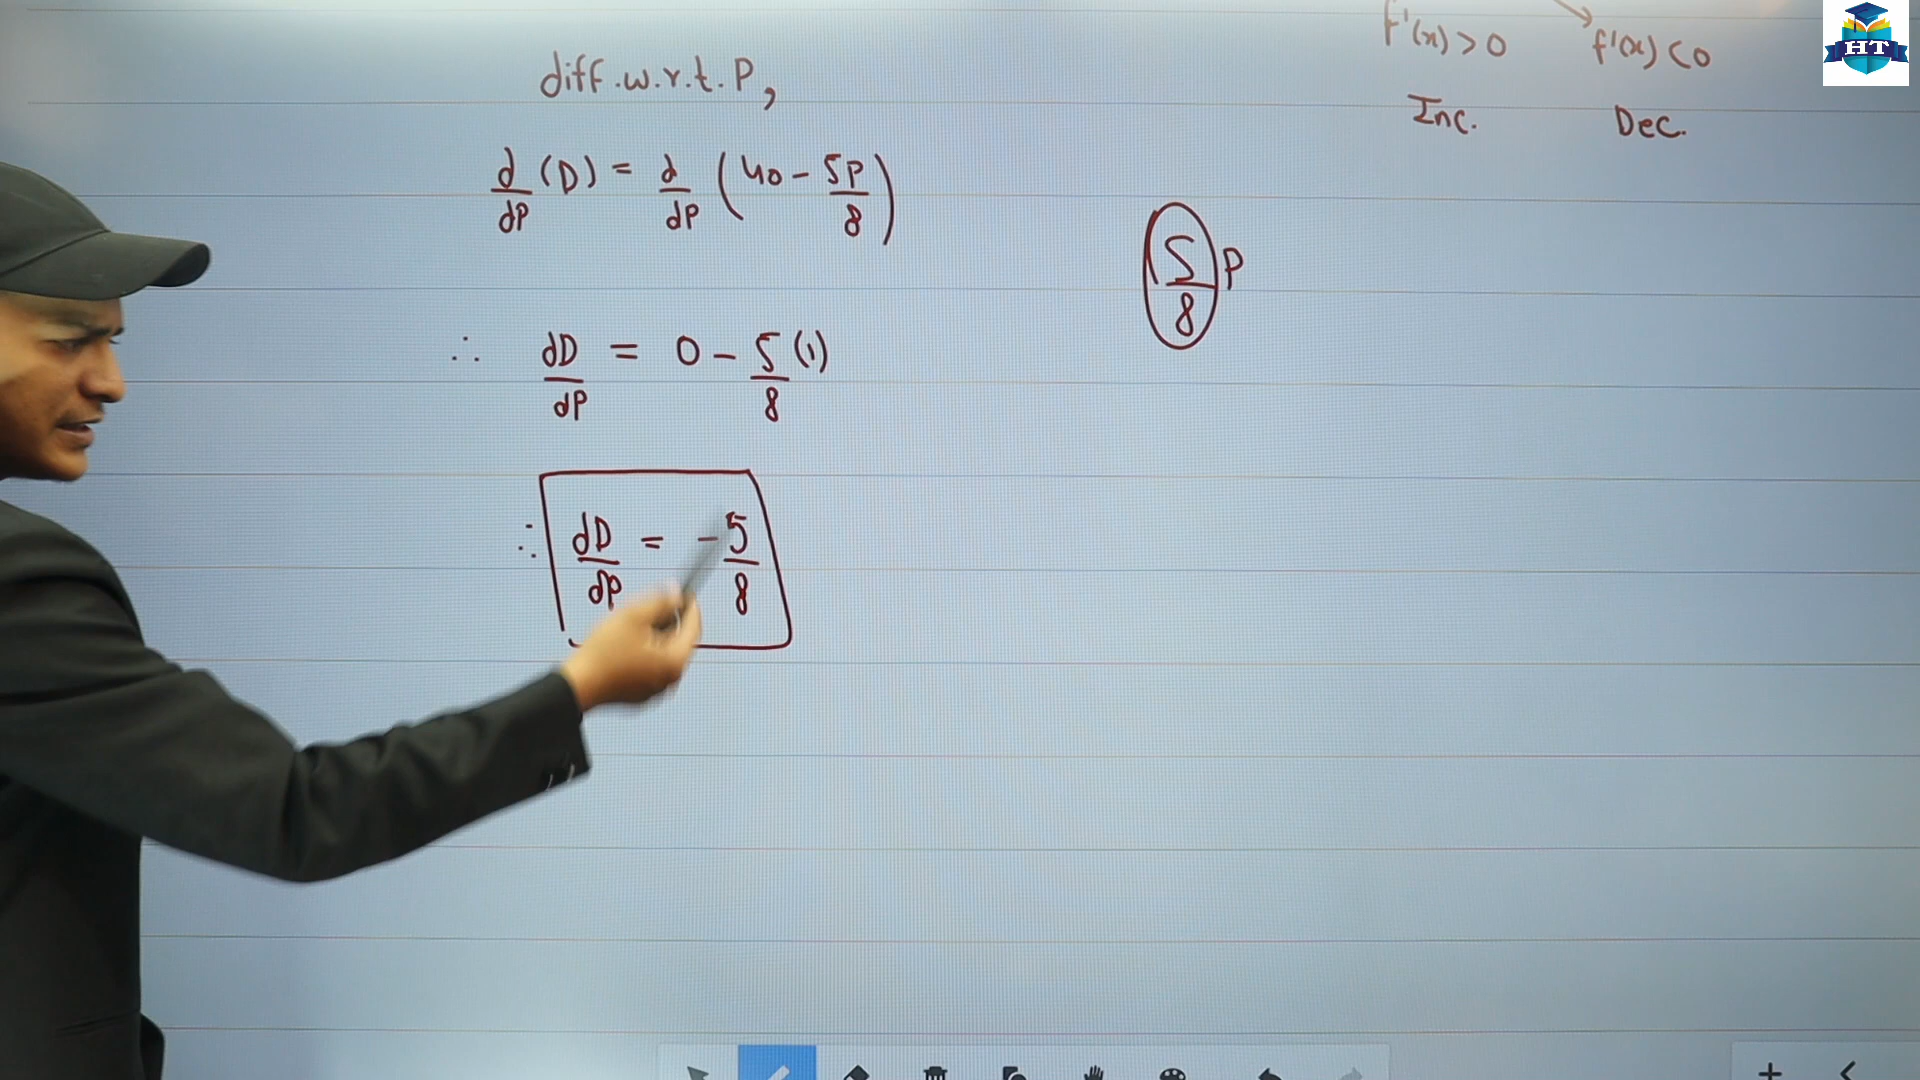 f'(x) > 0 f'(x) < 0
HT
Inc. Dec.
diff. w.r.t. P,
d/dP (D) = d/dP (40 - 5P/8)
5/8 P
∴ dD/dP = 0 - 5/8 (1)
∴ dD/dP = -5/8